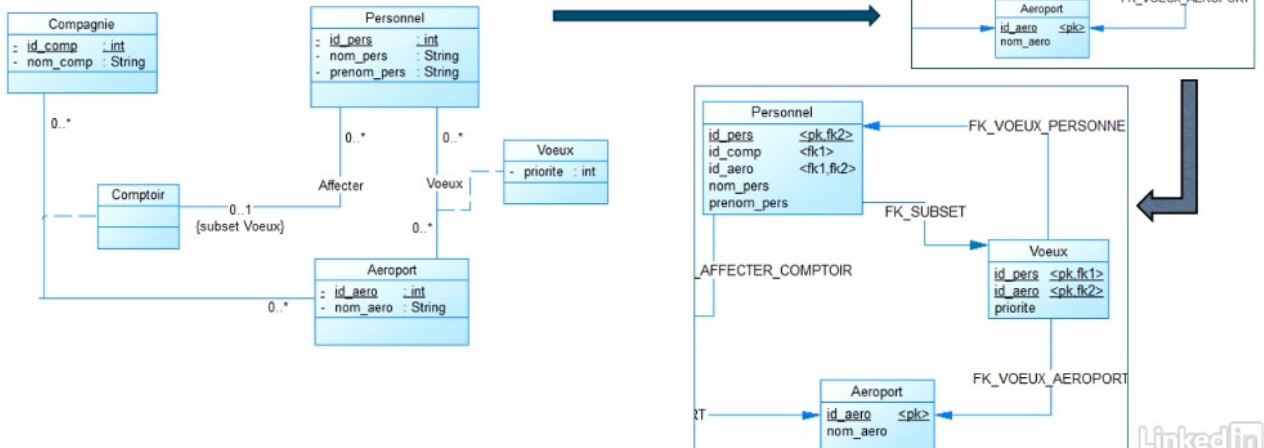 Compagnie
- id_comp : int
- nom_comp : String
Personnel
- id_pers : int
- nom_pers : String
- prenom_pers : String
0..*
0..*
0..*
Voeux
- priorite : int
Comptoir
Affecter
Voeux
0..1
{subset Voeux}
0..*
Aeroport
- id_aero : int
- nom_aero : String
0..*
Aeroport
id_aero <pk>
nom_aero
FK_VOEUX_AEROPORT
Personnel
id_pers <pk,fk2>
id_comp <fk1>
id_aero <fk1,fk2>
nom_pers
prenom_pers
FK_VOEUX_PERSONNE
FK_SUBSET
_AFFECTER_COMPTOIR
Voeux
id_pers <pk,fk1>
id_aero <pk,fk2>
priorite
FK_VOEUX_AEROPORT
Aeroport
RT
id_aero <pk>
nom_aero
Linked in